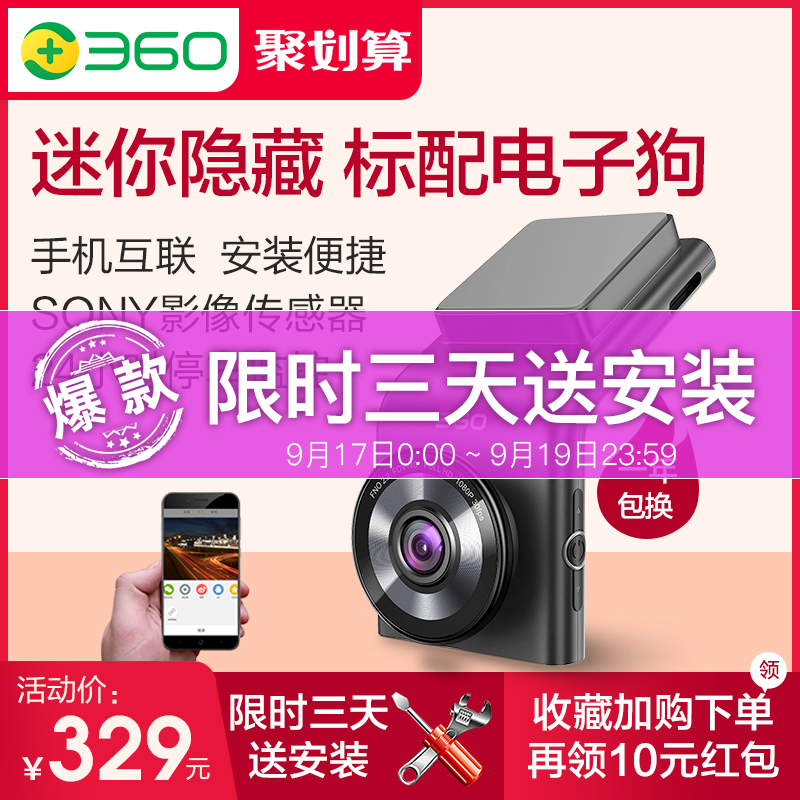 360 聚划算
迷你隐藏 标配电子狗
手机互联 安装便捷
SONY影像传感器
爆款
限时三天送安装
9月17日0:00 ~ 9月19日23:59
360
1080P 30fps
一年
包换
活动价:
¥329元
限时三天
送安装
领
收藏加购下单
再领10元红包